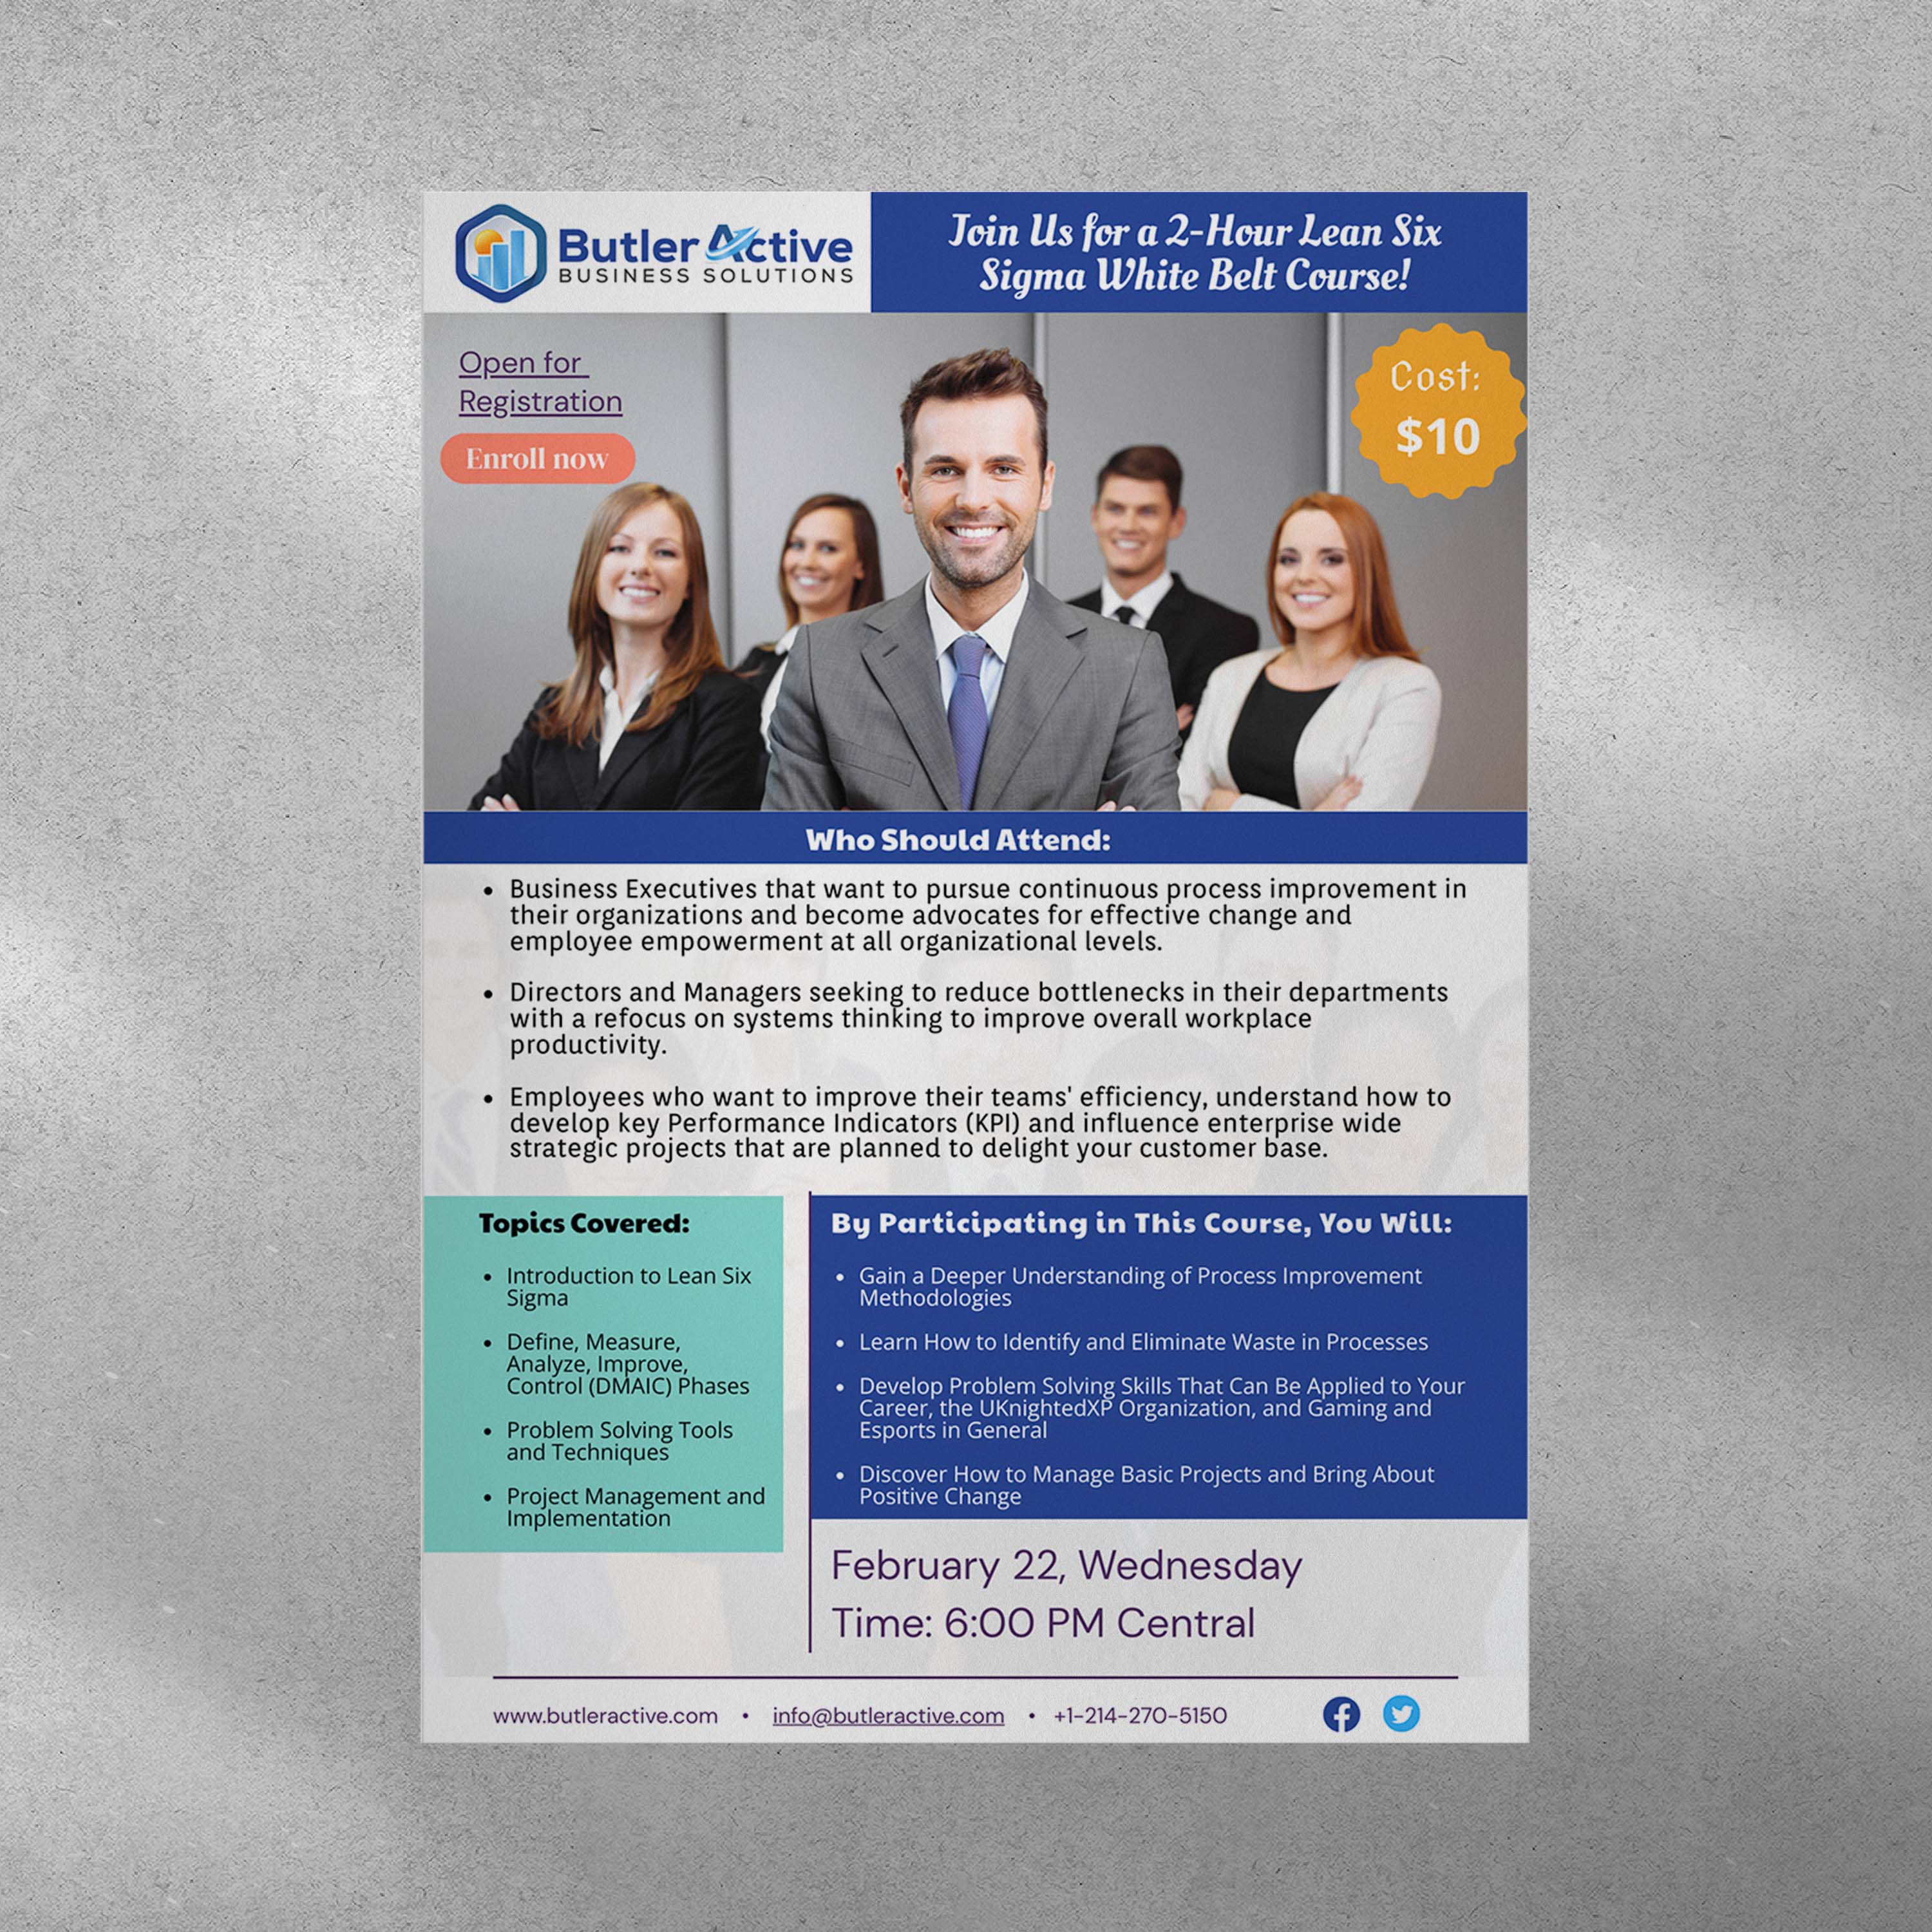 Butler Active
BUSINESS SOLUTIONS
Join Us for a 2-Hour Lean Six
Sigma White Belt Course!
Open for
Registration
Enroll now
Cost:
$10
Who Should Attend:
• Business Executives that want to pursue continuous process improvement in
their organizations and become advocates for effective change and
employee empowerment at all organizational levels.
• Directors and Managers seeking to reduce bottlenecks in their departments
with a refocus on systems thinking to improve overall workplace
productivity.
• Employees who want to improve their teams' efficiency, understand how to
develop key Performance Indicators (KPI) and influence enterprise wide
strategic projects that are planned to delight your customer base.
Topics Covered:
• Introduction to Lean Six
Sigma
• Define, Measure,
Analyze, Improve,
Control (DMAIC) Phases
• Problem Solving Tools
and Techniques
• Project Management and
Implementation
By Participating in This Course, You Will:
• Gain a Deeper Understanding of Process Improvement
Methodologies
• Learn How to Identify and Eliminate Waste in Processes
• Develop Problem Solving Skills That Can Be Applied to Your
Career, the UKnightedXP Organization, and Gaming and
Esports in General
• Discover How to Manage Basic Projects and Bring About
Positive Change
February 22, Wednesday
Time: 6:00 PM Central
www.butleractive.com • info@butleractive.com • +1-214-270-5150